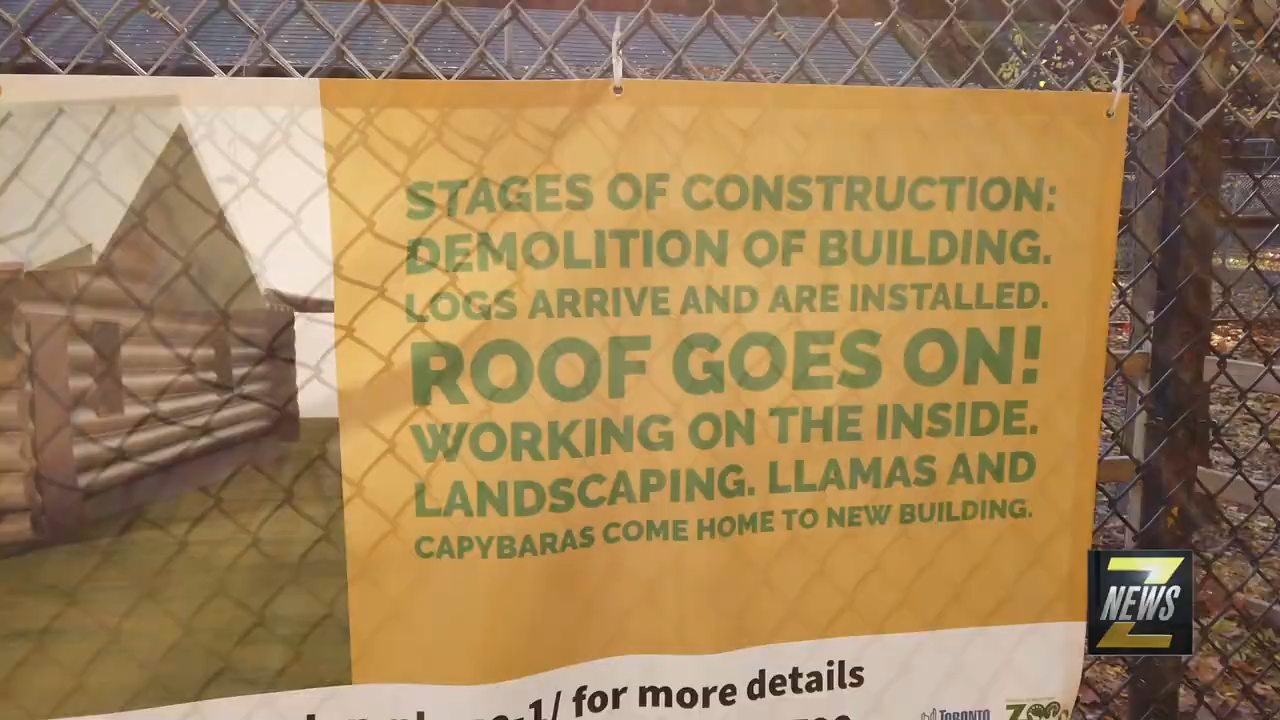 STAGES OF CONSTRUCTION:
DEMOLITION OF BUILDING.
LOGS ARRIVE AND ARE INSTALLED.
ROOF GOES ON!
WORKING ON THE INSIDE.
LANDSCAPING. LLAMAS AND
CAPYBARAS COME HOME TO NEW BUILDING.
for more details
TORONTO
Z
NEWS